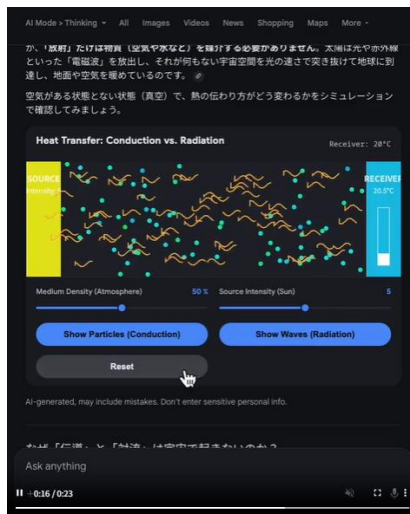 AI Mode > Thinking All Images Videos News Shopping Maps More
か、「放射」だけは物質（空気や水など）を媒介する必要がありません。太陽は光や赤外線
といった「電磁波」を放出し、それが何もない宇宙空間を光の速さで突き抜けて地球に到
達し、地面や空気を暖めているのです。
空気がある状態とない状態（真空）で、熱の伝わり方がどう変わるかをシミュレーション
で確認してみましょう。
Heat Transfer: Conduction vs. Radiation
Receiver: 20°C
SOURCE
Intensity:
RECEIVER
20.5°C
Medium Density (Atmosphere) 50 % Source Intensity (Sun) 5
Show Particles (Conduction) Show Waves (Radiation)
Reset
AI-generated, may include mistakes. Don't enter sensitive personal info.
なぜ「伝導」と「対流」は宇宙で起きないのか？
Ask anything
0:16 / 0:23